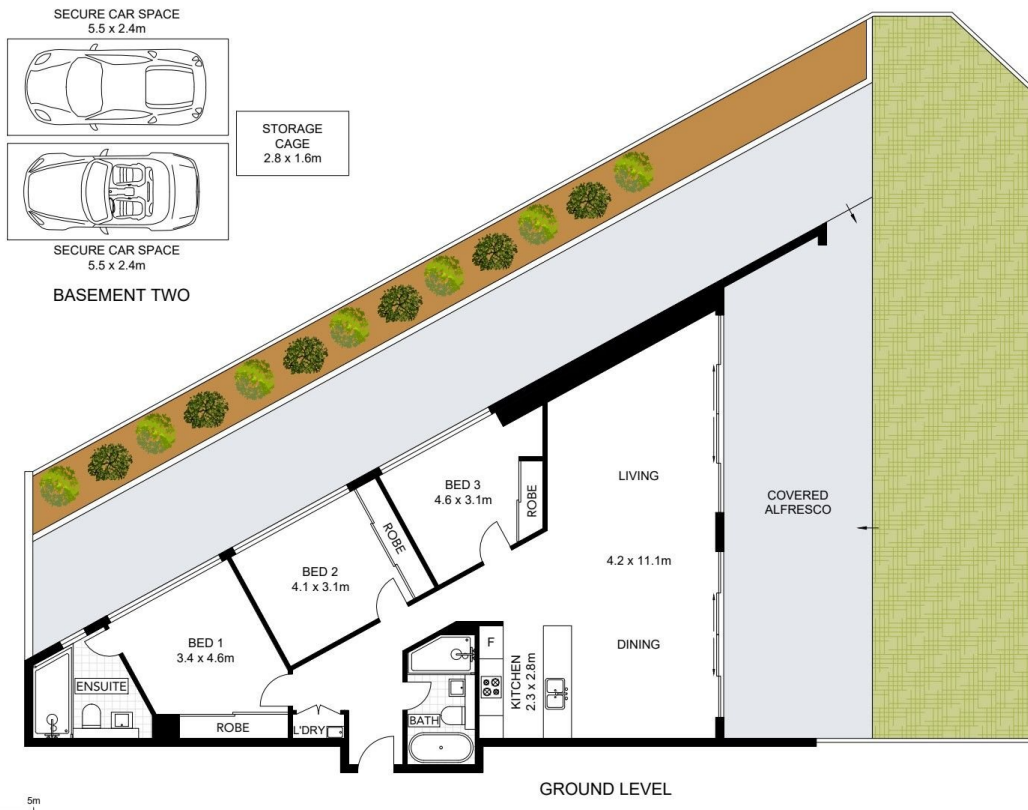 SECURE CAR SPACE
5.5 x 2.4m
STORAGE
CAGE
2.8 x 1.6m
SECURE CAR SPACE
5.5 x 2.4m
BASEMENT TWO
BED 3
4.6 x 3.1m
ROBE
LIVING
COVERED
ALFRESCO
ROBE
BED 2
4.1 x 3.1m
4.2 x 11.1m
BED 1
3.4 x 4.6m
F
DINING
KITCHEN
2.3 x 2.8m
ENSUITE
ROBE
L'DRY
BATH
GROUND LEVEL
5m